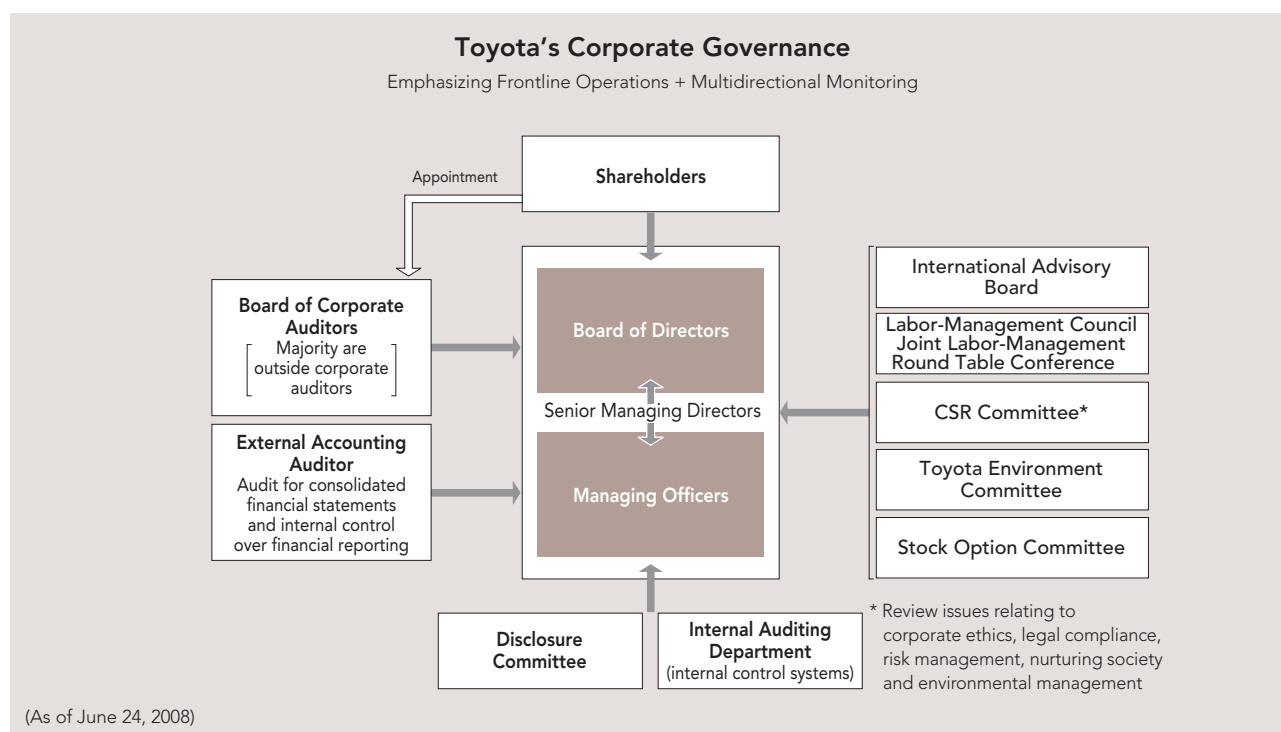 Toyota's Corporate Governance
Emphasizing Frontline Operations + Multidirectional Monitoring
Shareholders
Appointment
Board of Corporate
Auditors
Majority are
outside corporate
auditors
External Accounting
Auditor
Audit for consolidated
financial statements
and internal control
over financial reporting
Board of Directors
Senior Managing Directors
Managing Officers
International Advisory
Board
Labor-Management Council
Joint Labor-Management
Round Table Conference
CSR Committee*
Toyota Environment
Committee
Stock Option Committee
Disclosure
Committee
Internal Auditing
Department
(internal control systems)
* Review issues relating to
corporate ethics, legal compliance,
risk management, nurturing society
and environmental management
(As of June 24, 2008)